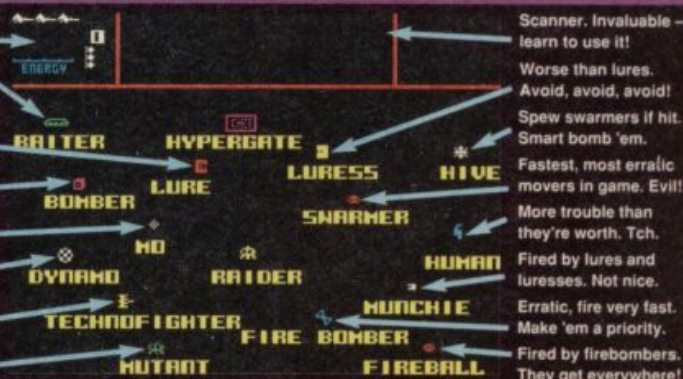 ENERGY
BAITER
HYPERGATE
LURESS
HIVE
LURE
BOMBER
SWARMER
MO
HUMAN
DYNAMO
RAIDER
MUNCHIE
TECHNOFIGHTER
FIRE BOMBER
MUTANT
FIREBALL
Scanner. Invaluable –
learn to use it!
Worse than lures.
Avoid, avoid, avoid!
Spew swarmers if hit.
Smart bomb 'em.
Fastest, most erratic
movers in game. Evil!
More trouble than
they're worth. Tch.
Fired by lures and
luresses. Not nice.
Erratic, fire very fast.
Make 'em a priority.
Fired by firebombers.
They get everywhere!